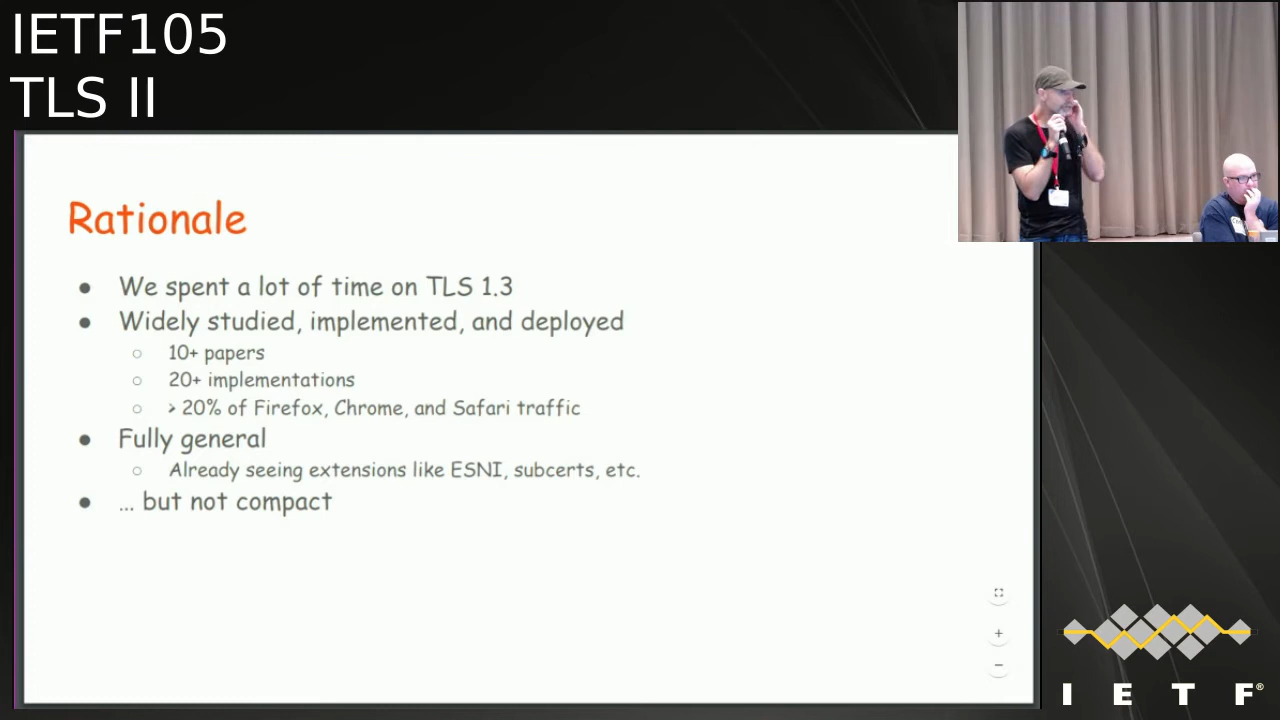 IETF105
TLS II
Rationale
● We spent a lot of time on TLS 1.3
● Widely studied, implemented, and deployed
○ 10+ papers
○ 20+ implementations
○ > 20% of Firefox, Chrome, and Safari traffic
● Fully general
○ Already seeing extensions like ESNI, subcerts, etc.
● ... but not compact
+
−
I E T F®